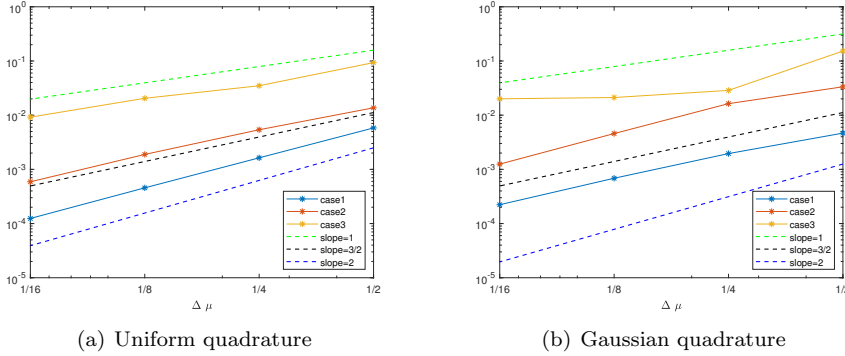 10^0
10^-1
10^-2
10^-3
10^-4
10^-5
1/16
1/8
1/4
1/2
Δ μ
case1
case2
case3
slope=1
slope=3/2
slope=2
(a) Uniform quadrature
10^0
10^-1
10^-2
10^-3
10^-4
10^-5
1/16
1/8
1/4
1/
Δ μ
case1
case2
case3
slope=1
slope=3/2
slope=2
(b) Gaussian quadrature